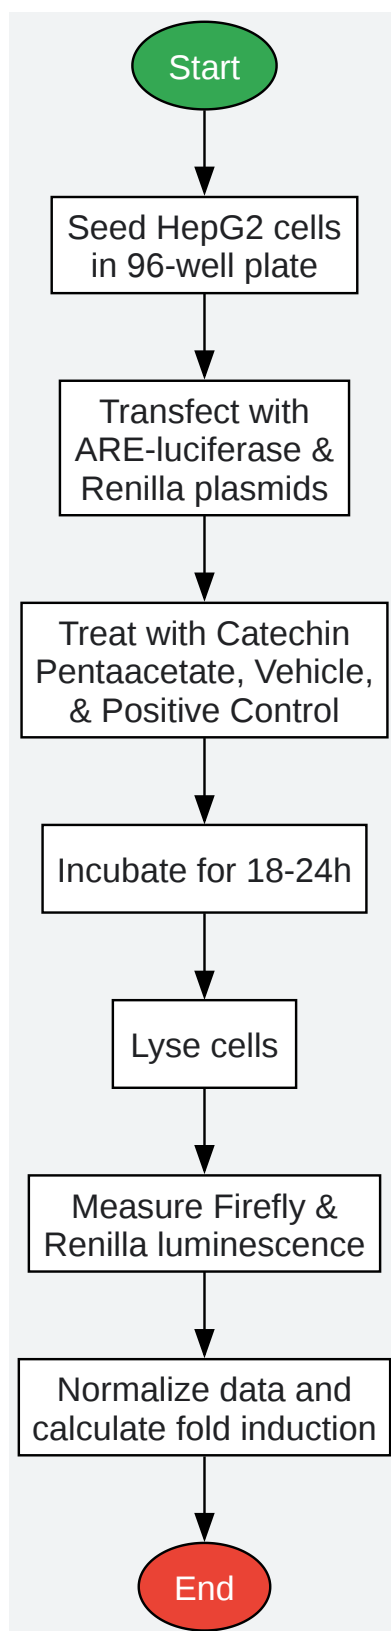 Start
Seed HepG2 cells
in 96-well plate
Transfect with
ARE-luciferase &
Renilla plasmids
Treat with Catechin
Pentaacetate, Vehicle,
& Positive Control
Incubate for 18-24h
Lyse cells
Measure Firefly &
Renilla luminescence
Normalize data and
calculate fold induction
End